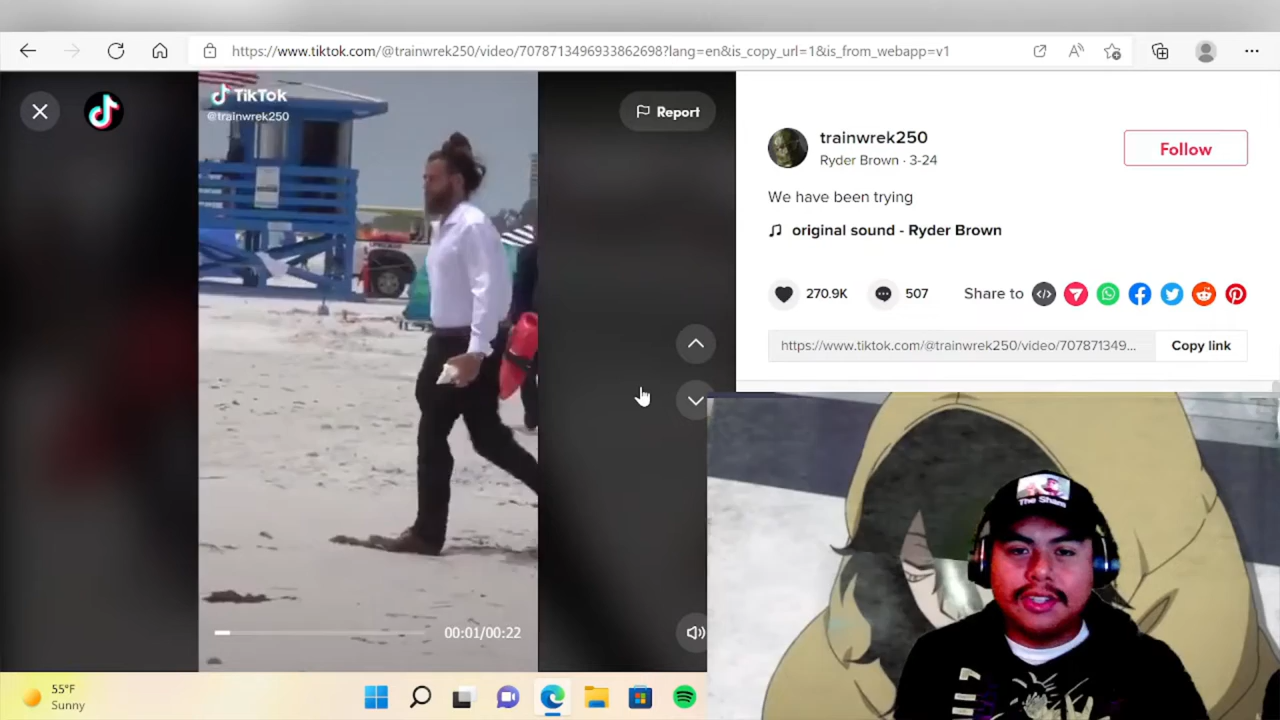 https://www.tiktok.com/@trainwrek250/video/7078713496933862698?lang=en&is_copy_url=1&is_from_webapp=v1
TikTok
@trainwrek250
Report
trainwrek250
Ryder Brown · 3-24
Follow
We have been trying
original sound - Ryder Brown
270.9K
507
Share to
https://www.tiktok.com/@trainwrek250/video/707871349...
Copy link
00:01/00:22
55°F
Sunny